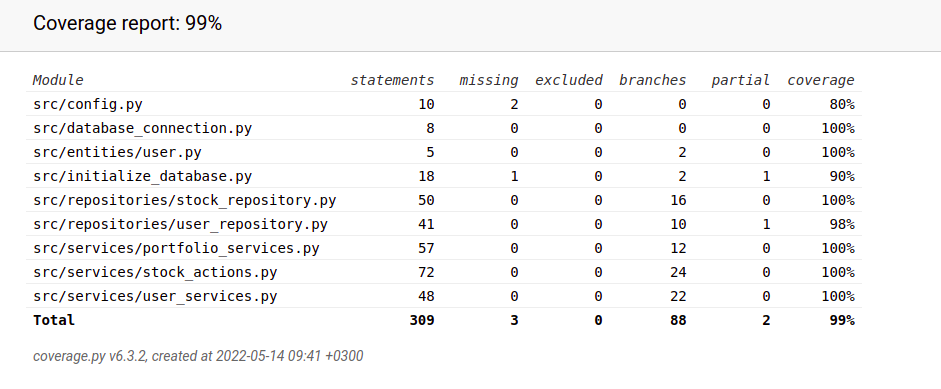 Coverage report: 99%
Module statements missing excluded branches partial coverage
src/config.py 10 2 0 0 0 80%
src/database_connection.py 8 0 0 0 0 100%
src/entities/user.py 5 0 0 2 0 100%
src/initialize_database.py 18 1 0 2 1 90%
src/repositories/stock_repository.py 50 0 0 16 0 100%
src/repositories/user_repository.py 41 0 0 10 1 98%
src/services/portfolio_services.py 57 0 0 12 0 100%
src/services/stock_actions.py 72 0 0 24 0 100%
src/services/user_services.py 48 0 0 22 0 100%
Total 309 3 0 88 2 99%
coverage.py v6.3.2, created at 2022-05-14 09:41 +0300